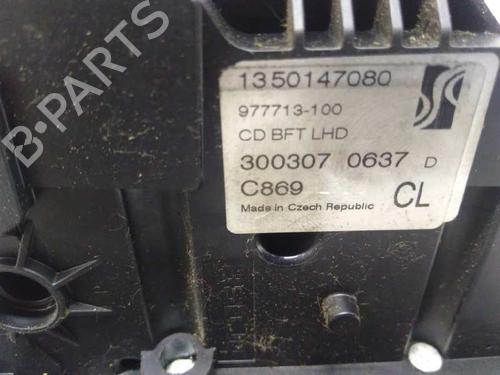 1350147080
977713-100
CD BFT LHD
300307 0637 D
C869
CL
Made in Czech Republic
B-PARTS